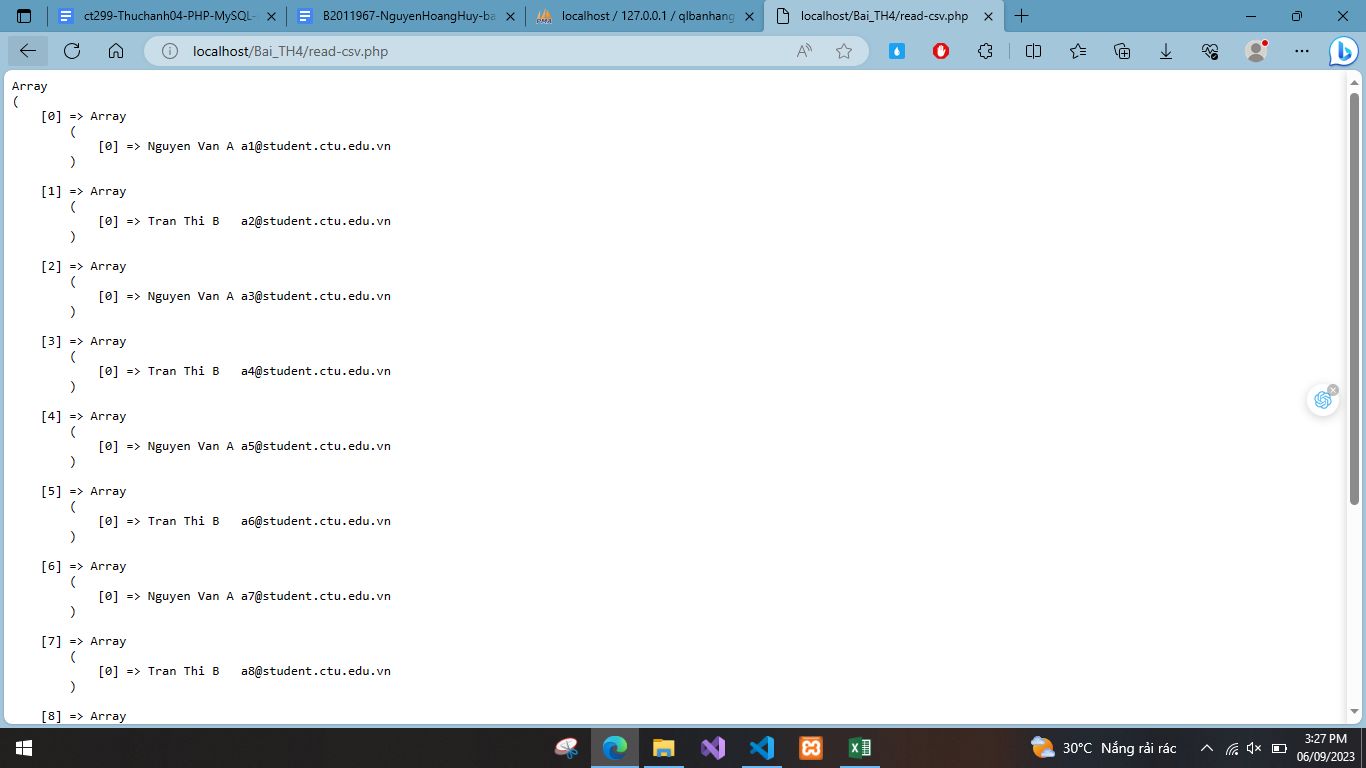 ct299-Thuchanh04-PHP-MySQL-
B2011967-NguyenHoangHuy-ba
localhost / 127.0.0.1 / qlbanhang
localhost/Bai_TH4/read-csv.php
localhost/Bai_TH4/read-csv.php
Array
(
[0] => Array
(
[0] => Nguyen Van A a1@student.ctu.edu.vn
)
[1] => Array
(
[0] => Tran Thi B   a2@student.ctu.edu.vn
)
[2] => Array
(
[0] => Nguyen Van A a3@student.ctu.edu.vn
)
[3] => Array
(
[0] => Tran Thi B   a4@student.ctu.edu.vn
)
[4] => Array
(
[0] => Nguyen Van A a5@student.ctu.edu.vn
)
[5] => Array
(
[0] => Tran Thi B   a6@student.ctu.edu.vn
)
[6] => Array
(
[0] => Nguyen Van A a7@student.ctu.edu.vn
)
[7] => Array
(
[0] => Tran Thi B   a8@student.ctu.edu.vn
)
[8] => Array
30°C Nắng rải rác
3:27 PM
06/09/2023